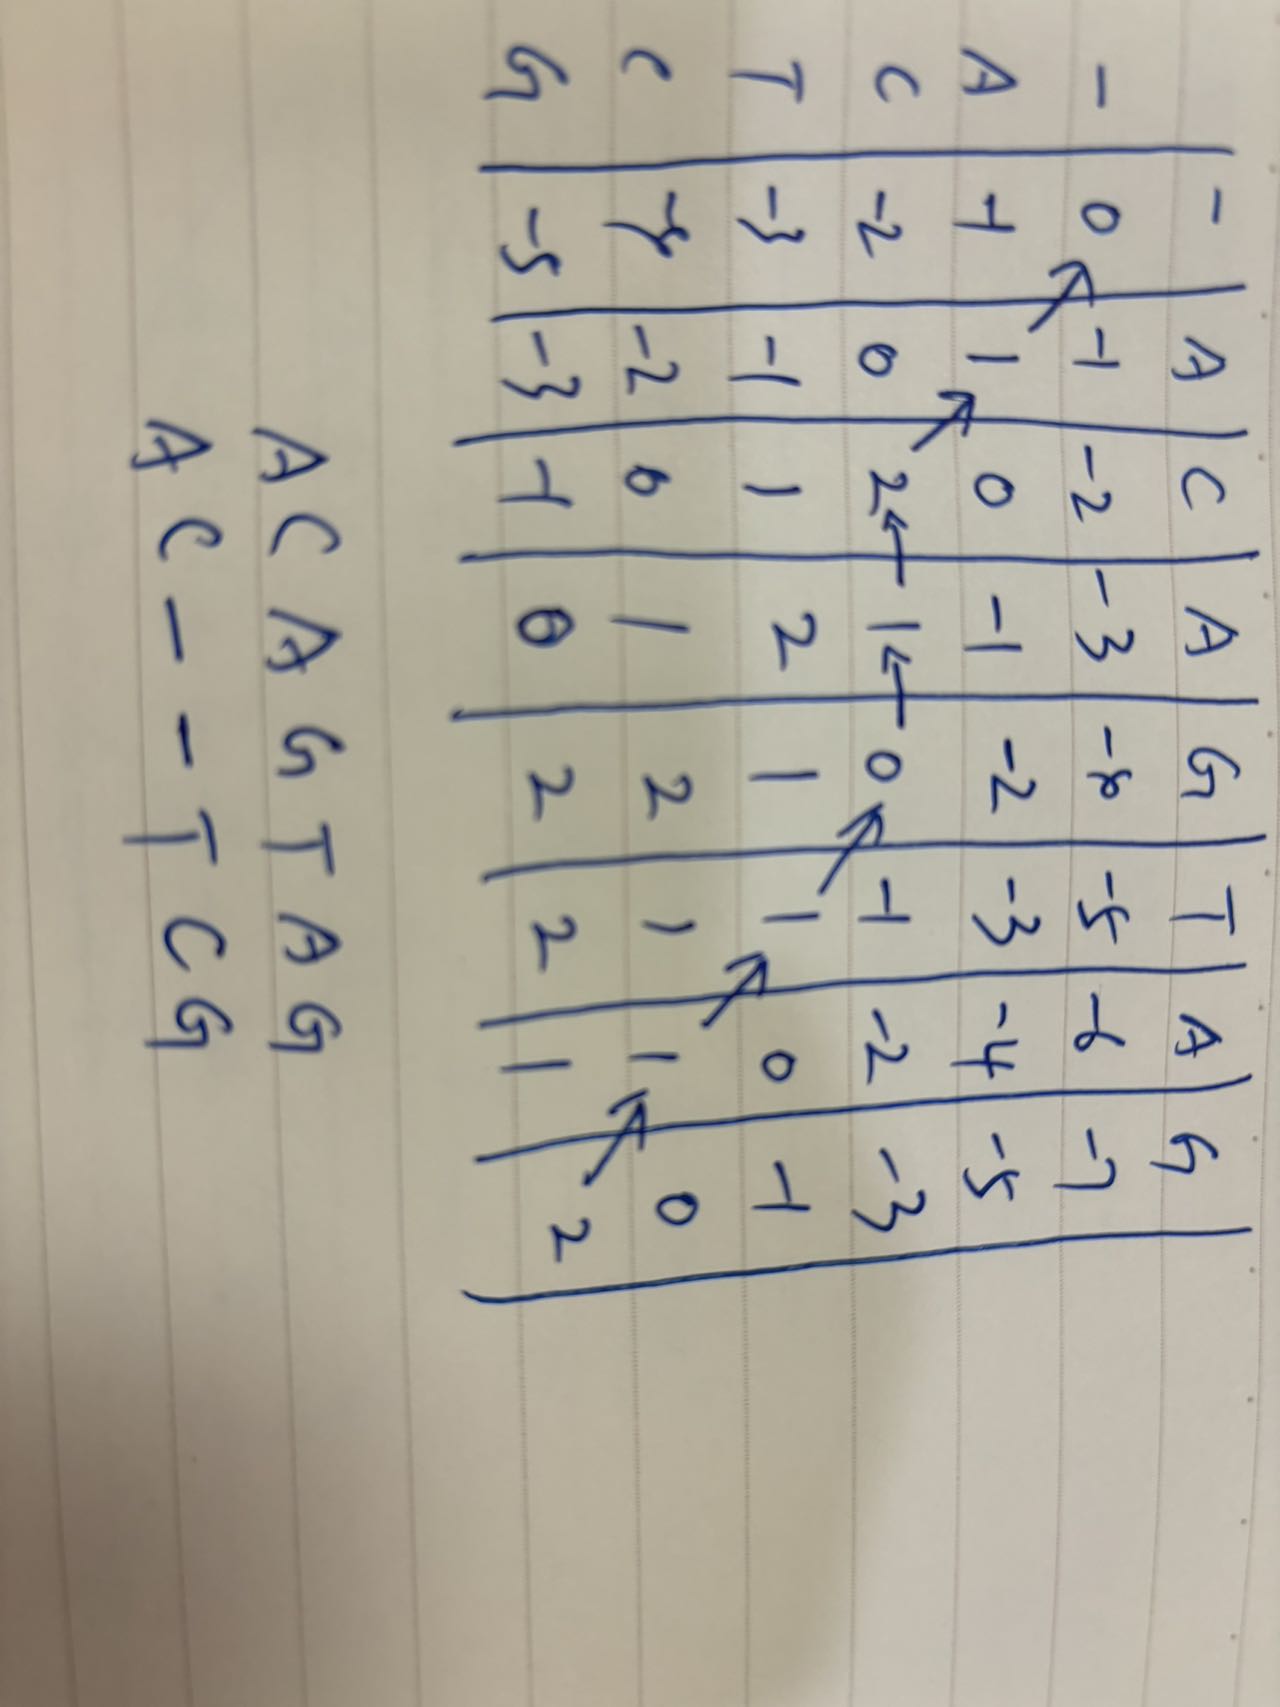 - A C A G T A G
- 0 -1 -2 -3 -4 -5 -6 -7
A -1 1 0 -1 -2 -3 -4 -5
C -2 0 2 ← 1 ← 0 -1 -2 -3
T -3 -1 1 2 1 1 0 -1
C -4 -2 0 1 2 1 1 0
G -5 -3 -1 0 2 2 1 2
A C A G T A G
A C - - T C G